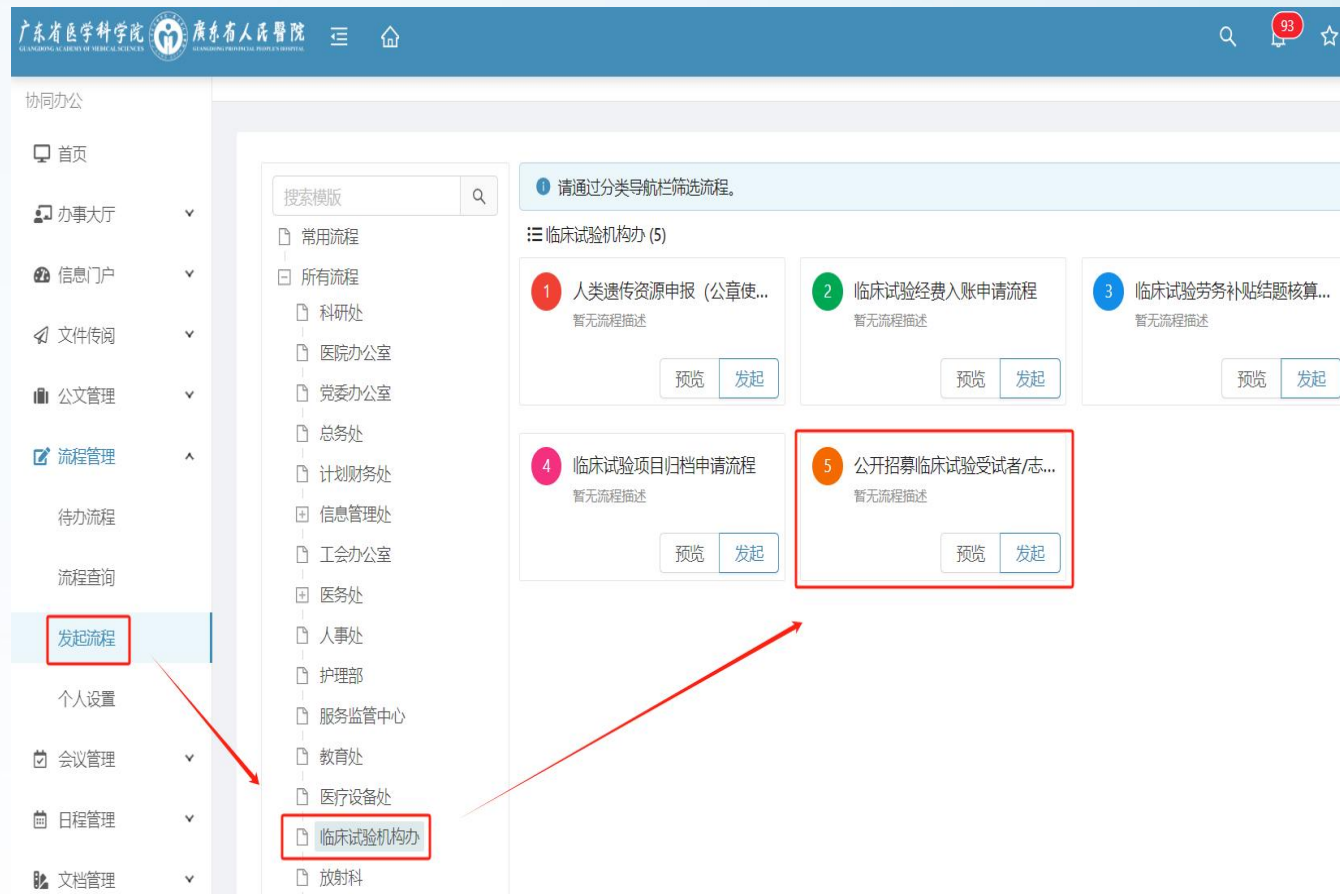 广东省医学科学院 廣東省人民醫院
GUANGDONG ACADEMY OF MEDICAL SCIENCES GUANGDONG PROVINCIAL PEOPLE'S HOSPITAL
93
协同办公
首页
办事大厅
信息门户
文件传阅
公文管理
流程管理
待办流程
流程查询
发起流程
个人设置
会议管理
日程管理
文档管理
搜索模版
常用流程
所有流程
科研处
医院办公室
党委办公室
总务处
计划财务处
信息管理处
工会办公室
医务处
人事处
护理部
服务监管中心
教育处
医疗设备处
临床试验机构办
放射科
请通过分类导航栏筛选流程。
临床试验机构办 (5)
1 人类遗传资源申报（公章使...
暂无流程描述
预览 发起
2 临床试验经费入账申请流程
暂无流程描述
预览 发起
3 临床试验劳务补贴结题核算...
暂无流程描述
预览 发起
4 临床试验项目归档申请流程
暂无流程描述
预览 发起
5 公开招募临床试验受试者/志...
暂无流程描述
预览 发起